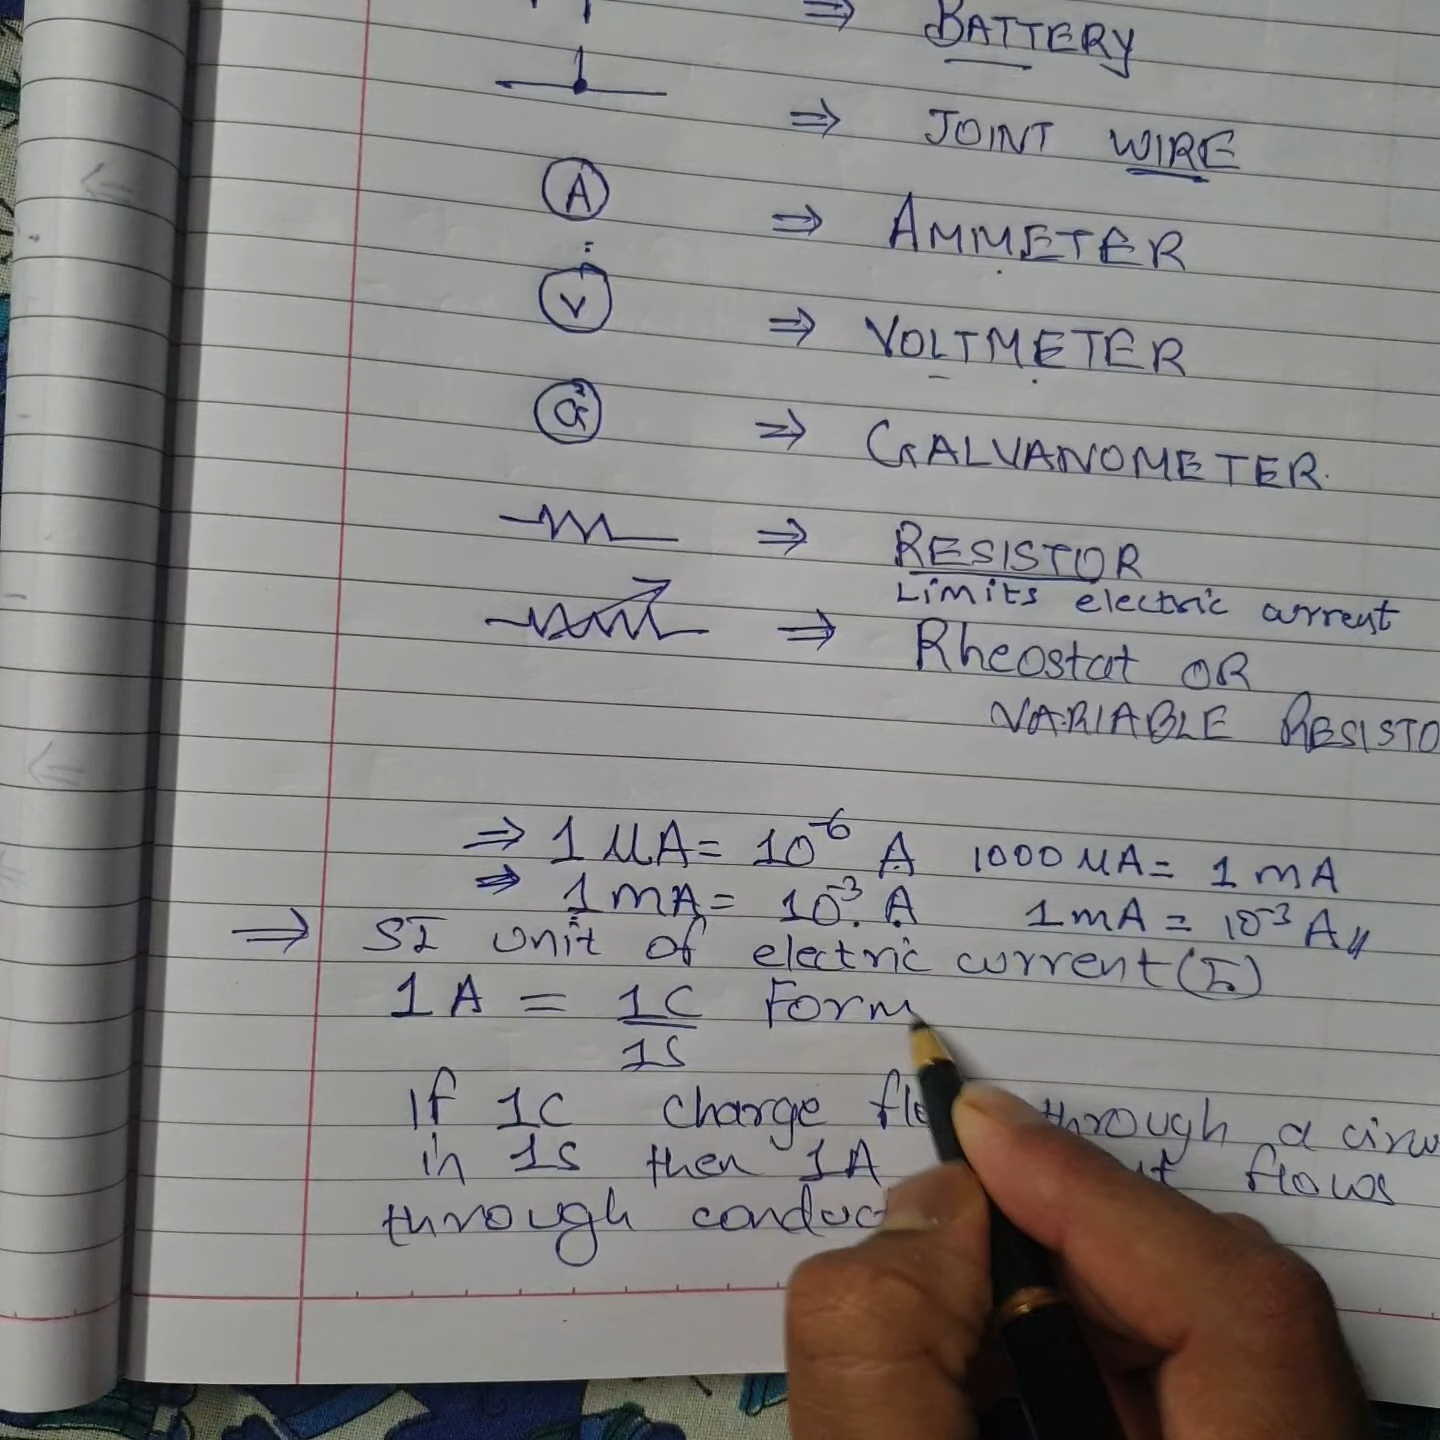 ⇒ BATTERY
⇒ JOINT WIRE
A ⇒ AMMETER
V ⇒ VOLTMETER
G ⇒ GALVANOMETER.
⇒ RESISTOR
Limits electric current
⇒ Rheostat OR
VARIABLE RESISTO
⇒ 1 μA = 10⁻⁶ A 1000 μA = 1 mA
⇒ 1 mA = 10⁻³ A 1 mA = 10⁻³ A //
⇒ SI unit of electric current (I)
1 A = 1C/1S Form
If 1C charge through a
in 1S then 1A flows
through